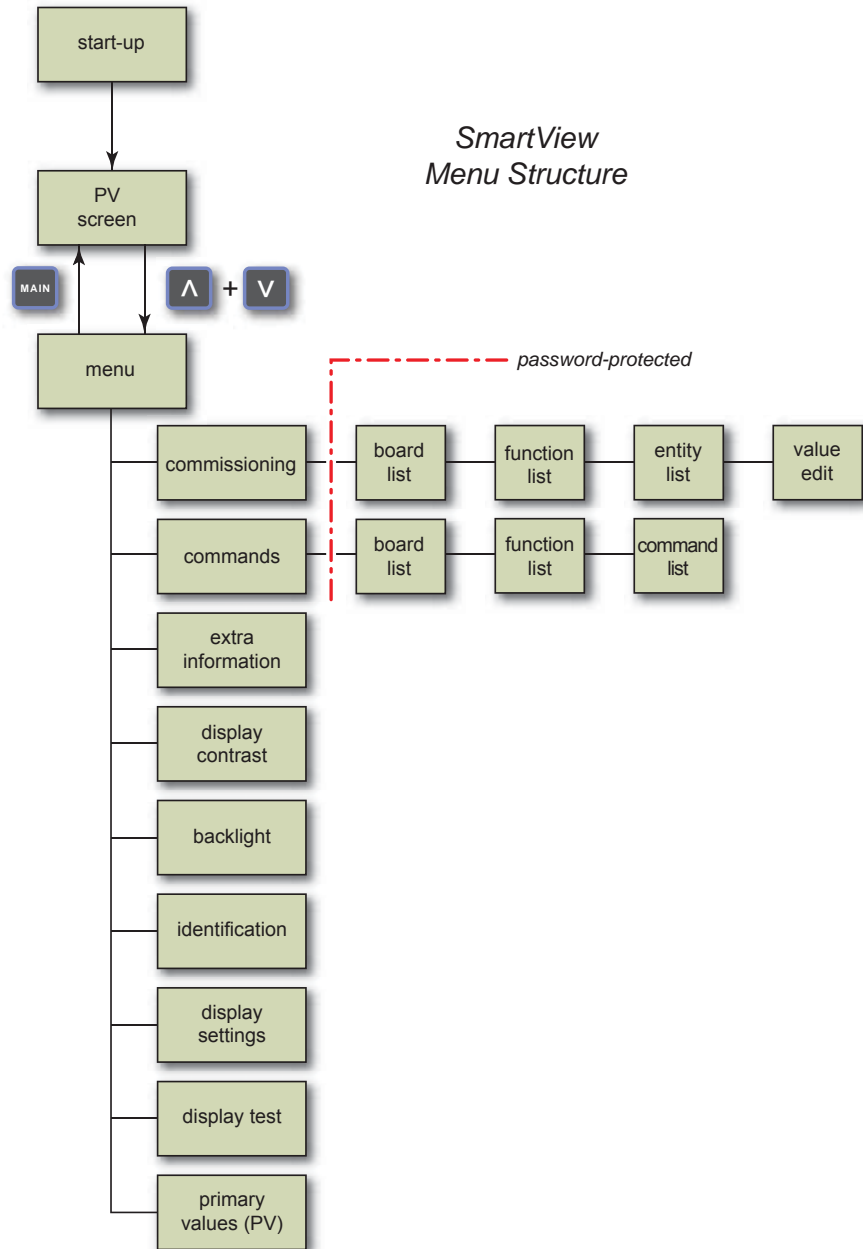 start-up
SmartView
Menu Structure
PV
screen
MAIN
Λ + V
menu
password-protected
commissioning
board
list
function
list
entity
list
value
edit
commands
board
list
function
list
command
list
extra
information
display
contrast
backlight
identification
display
settings
display test
primary
values (PV)